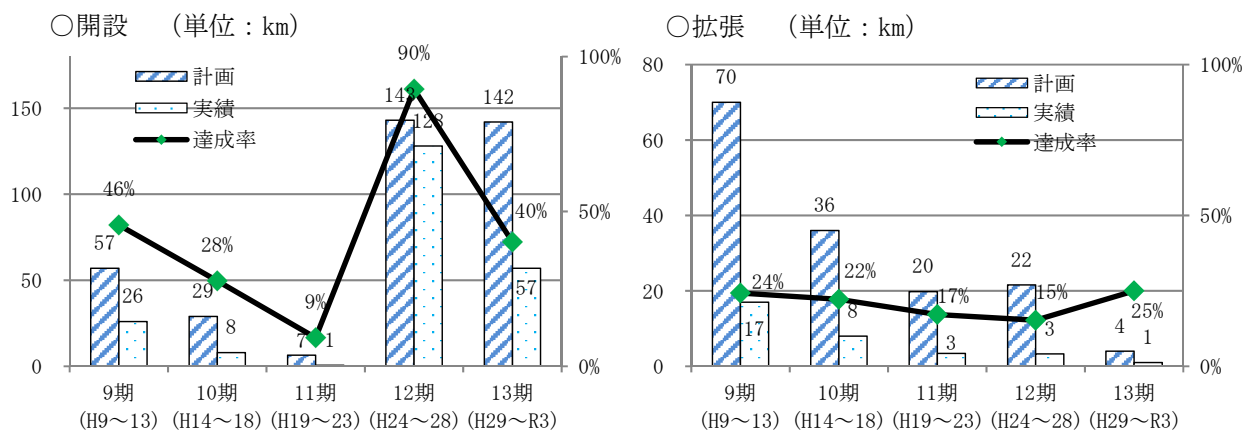 ○開設　（単位：km）
計画
実績
達成率
150
100
50
0
100%
50%
0%
57
26
46%
29
8
28%
7
1
9%
143
128
90%
142
57
40%
9期
(H9～13)
10期
(H14～18)
11期
(H19～23)
12期
(H24～28)
13期
(H29～R3)
○拡張　（単位：km）
計画
実績
達成率
80
60
40
20
0
100%
50%
0%
70
17
24%
36
8
22%
20
3
17%
22
3
15%
4
1
25%
9期
(H9～13)
10期
(H14～18)
11期
(H19～23)
12期
(H24～28)
13期
(H29～R3)